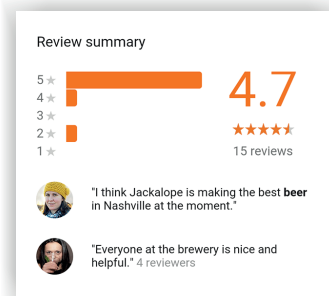 Review summary
5
4
3
2
1
4.7
15 reviews
"I think Jackalope is making the best beer
in Nashville at the moment."
"Everyone at the brewery is nice and
helpful." 4 reviewers